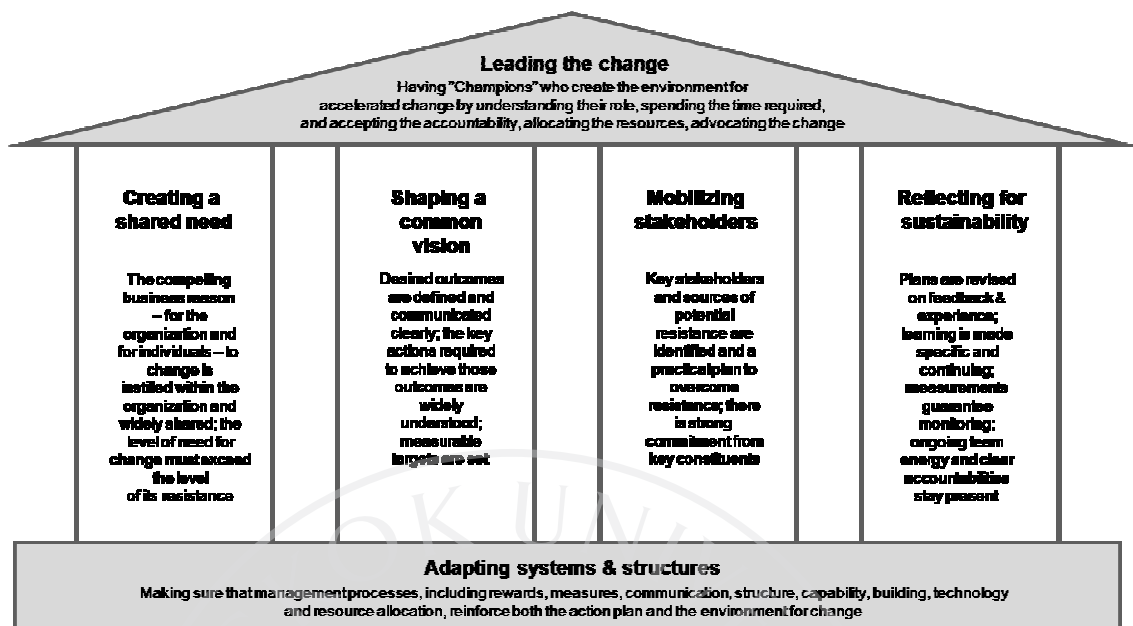 Leading the change
Having "Champions" who create the environment for
accelerated change by understanding their role, spending the time required,
and accepting the accountability, allocating the resources, advocating the change
Creating a
shared need
The compelling
business reason
– for the
organization and
for individuals – to
change is
instilled within the
organization and
widely shared; the
level of need for
change must exceed
the level
of its resistance
Shaping a
common
vision
Desired outcomes
are defined and
communicated
clearly; the key
actions required
to achieve those
outcomes are
widely
understood;
measurable
targets are set
Mobilizing
stakeholders
Key stakeholders
and sources of
potential
resistance are
identified and a
practical plan to
overcome
resistance; there
is strong
commitment from
key constituents
Reflecting for
sustainability
Plans are revised
on feedback &
experience;
learning is made
specific and
continuing;
measurements
guarantee
monitoring;
ongoing team
energy and clear
accountabilities
stay present
OK UNI
Adapting systems & structures
Making sure that management processes, including rewards, measures, communication, structure, capability, building, technology
and resource allocation, reinforce both the action plan and the environment for change